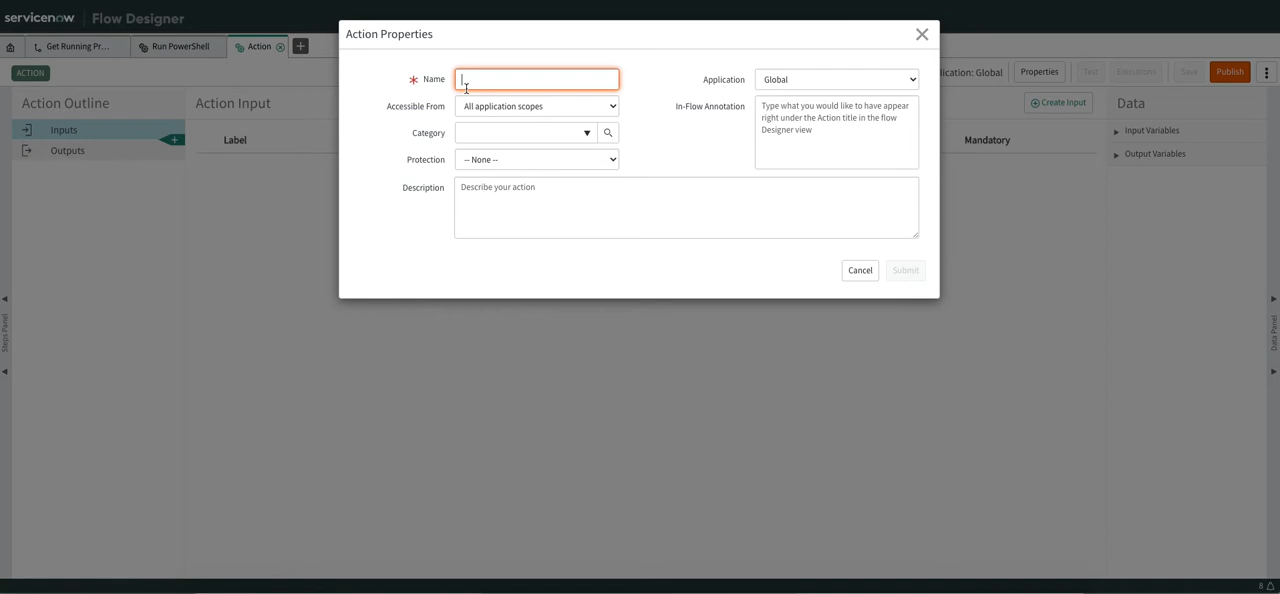 servicenow Flow Designer
Get Running Pr... Run PowerShell Action
ACTION
lication: Global Properties Test Executions Save Publish
Action Outline
Inputs
Outputs
Action Input
Create Input
Label Mandatory
Data
Input Variables
Output Variables
Steps Panel
Data Panel
Action Properties
* Name
Accessible From All application scopes
Category
Protection -- None --
Description Describe your action
Application Global
In-Flow Annotation Type what you would like to have appear
right under the Action title in the flow
Designer view
Cancel Submit
8